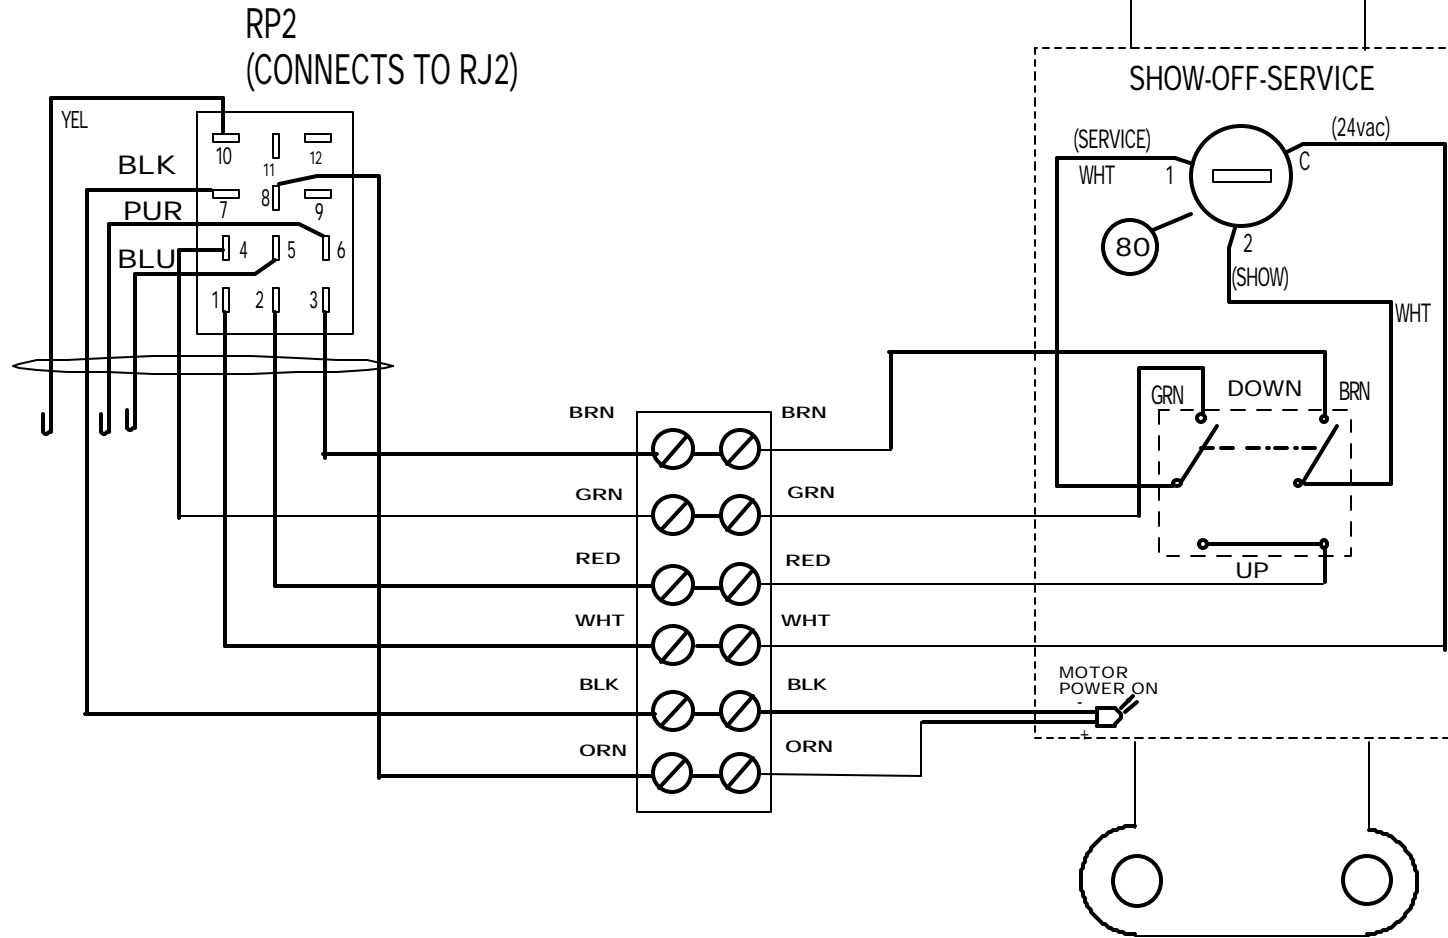 RP2
(CONNECTS TO RJ2)
YEL
BLK
PUR
BLU
10
11
12
7
8
9
4
5
6
1
2
3
BRN
BRN
GRN
GRN
RED
RED
WHT
WHT
BLK
BLK
ORN
ORN
SHOW-OFF-SERVICE
(SERVICE)
(24vac)
WHT
1
C
80
2
(SHOW)
WHT
GRN
DOWN
BRN
UP
MOTOR
POWER ON
-
+